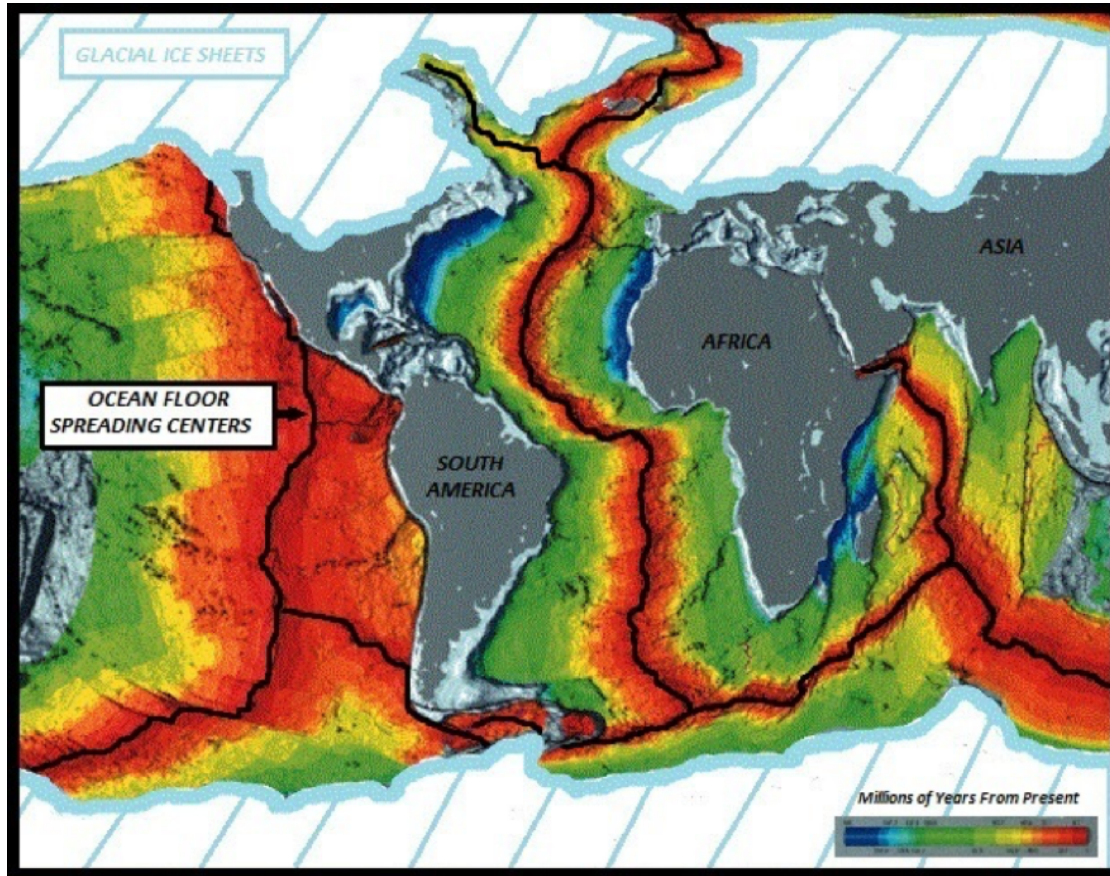 GLACIAL ICE SHEETS
ASIA
AFRICA
OCEAN FLOOR
SPREADING CENTERS
SOUTH
AMERICA
Millions of Years From Present